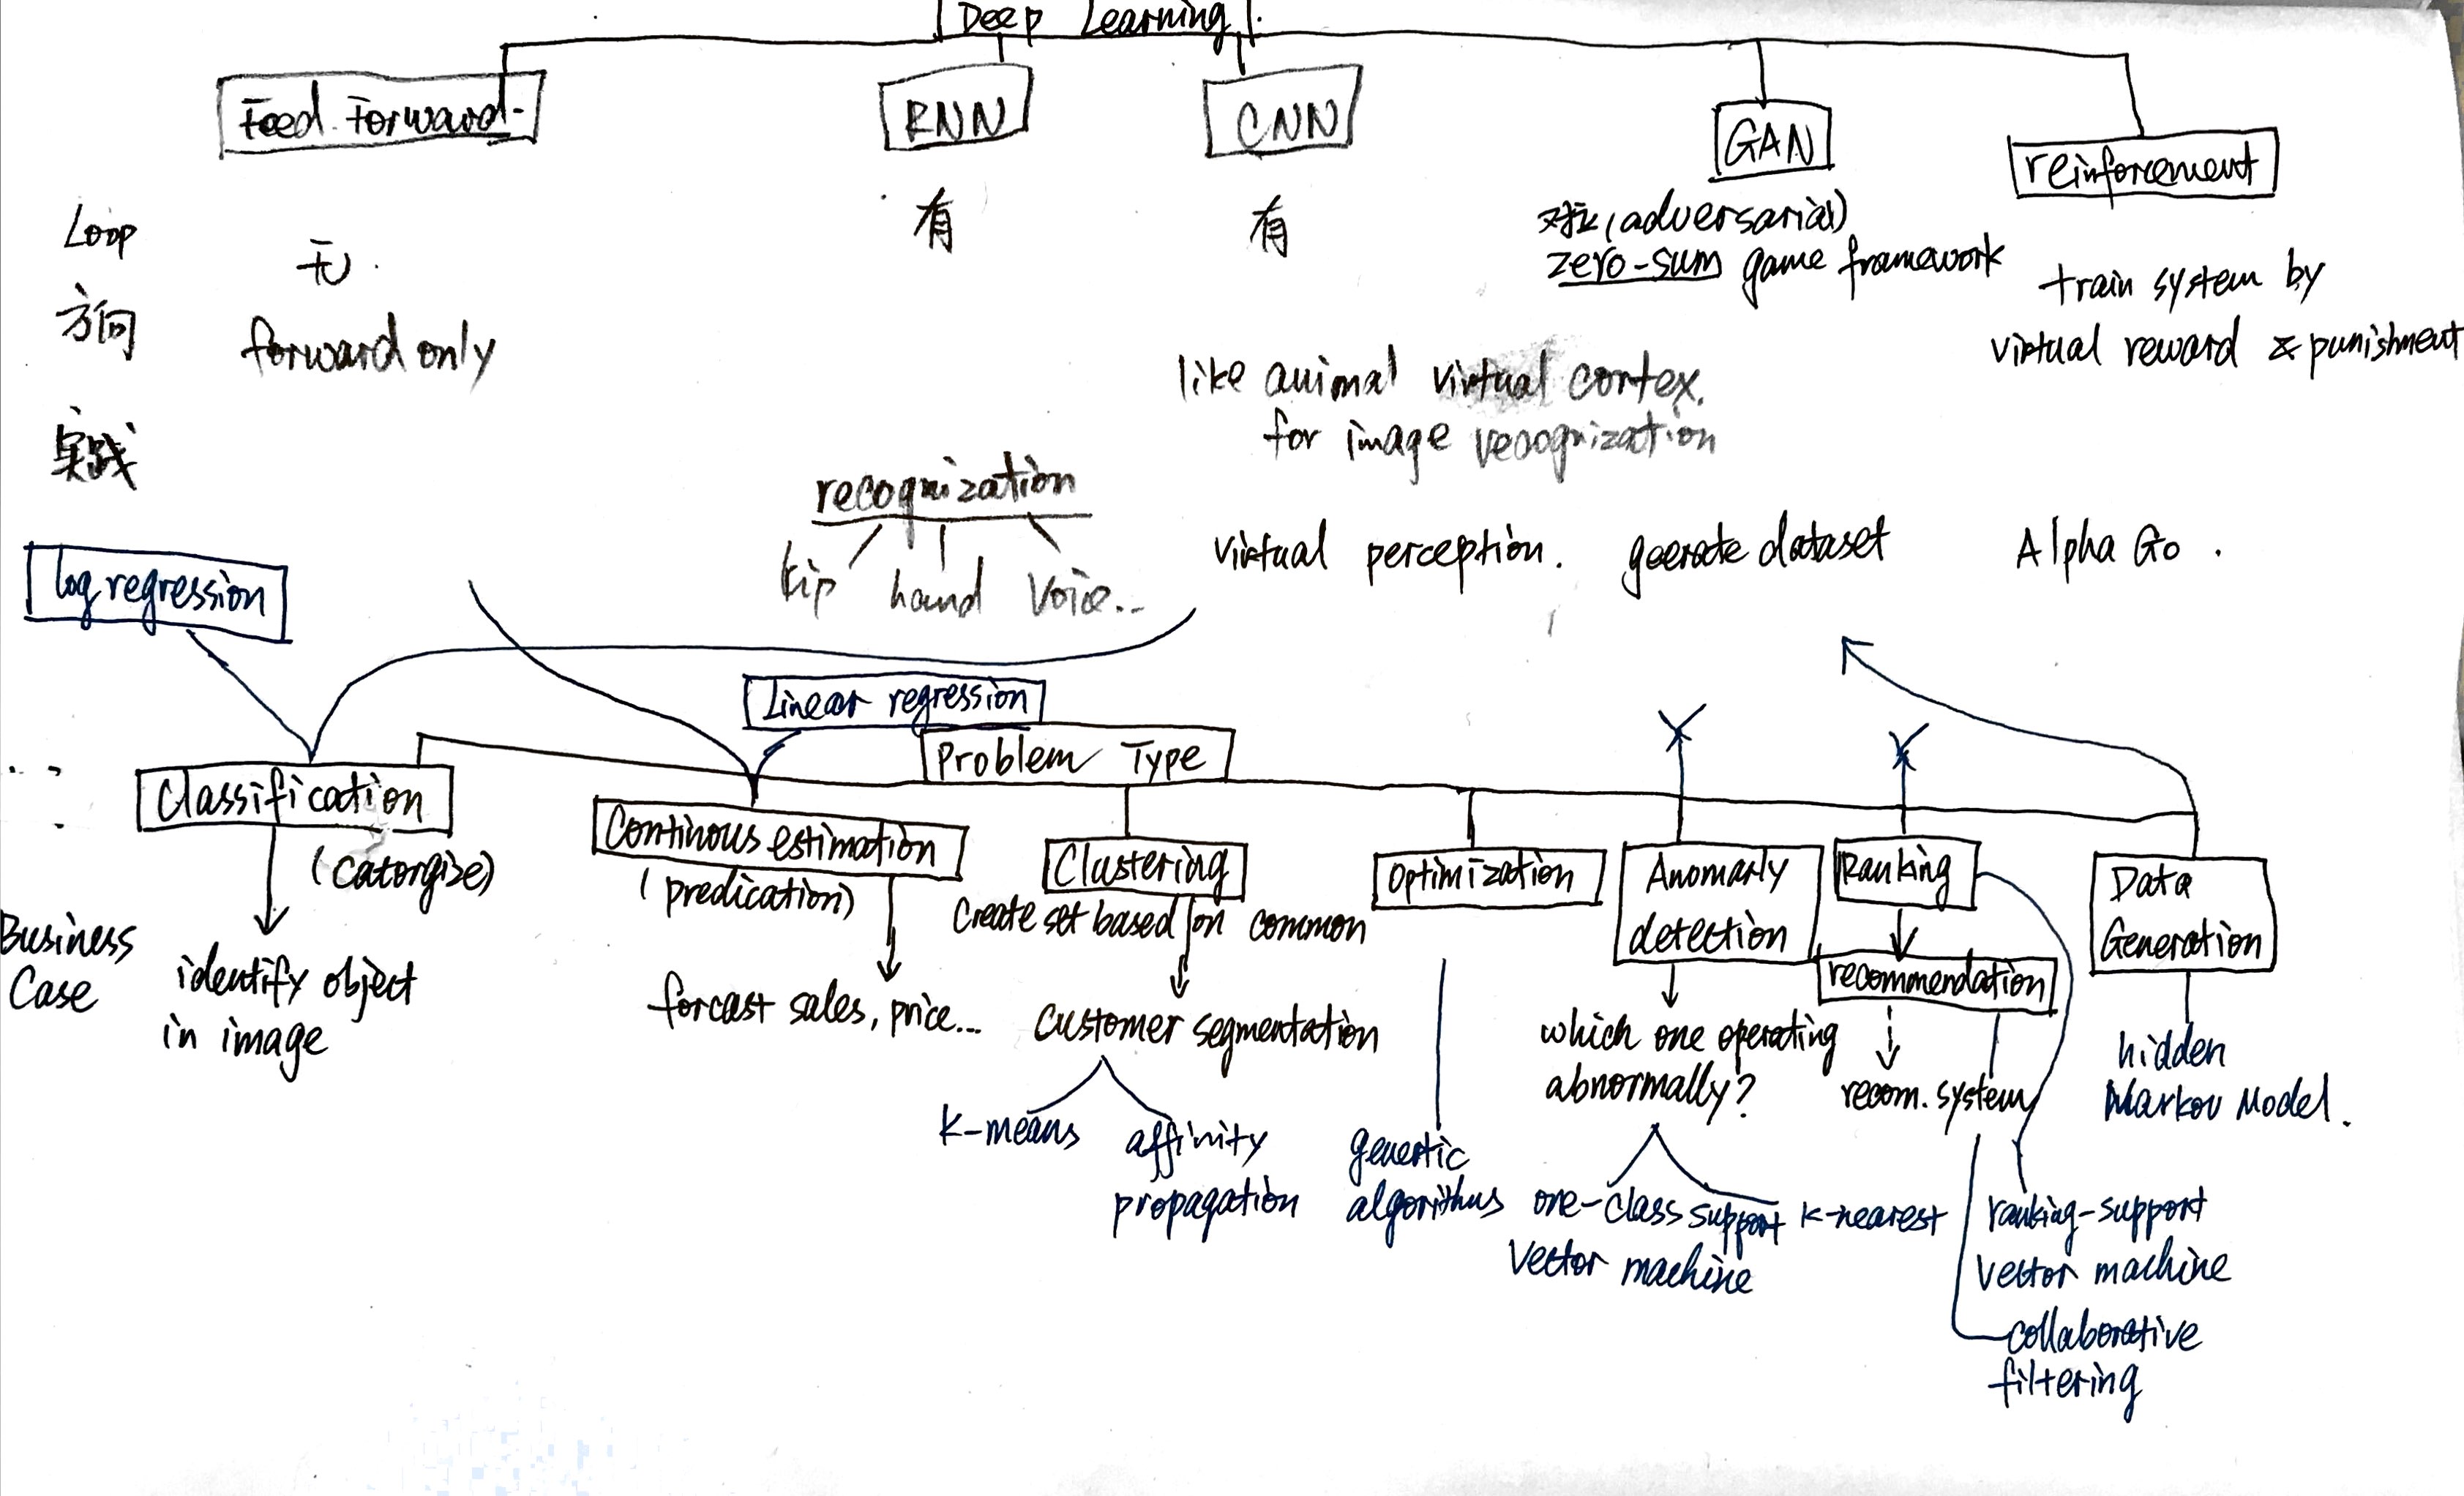 Deep Learning
Feed Forward
RNN
CNN
GAN
reinforcement
Loop
无
有
有
对抗 (adversarial)
zero-sum game framework
train system by
virtual reward & punishment
方向
forward only
like animal virtual cortex.
for image recognization
实践
recognization
hand voice..
virtual perception.
geerate dataset
Alpha Go.
log regression
Linear regression
Problem Type
Classification
(catorgise)
Continous estimation
(predication)
Clustering
Create set based on common
Optimization
Anomarly
detection
Ranking
recommendation
Data
Generation
Business
Case
identify object
in image
forcast sales, price...
customer segmentation
which one operating
abnormally?
recom. system
hidden
Markov Model.
K-means
affinity
propagation
genertic
algorithms
one-class support
vector machine
K-nearest
ranking-support
vector machine
collaborative
filtering